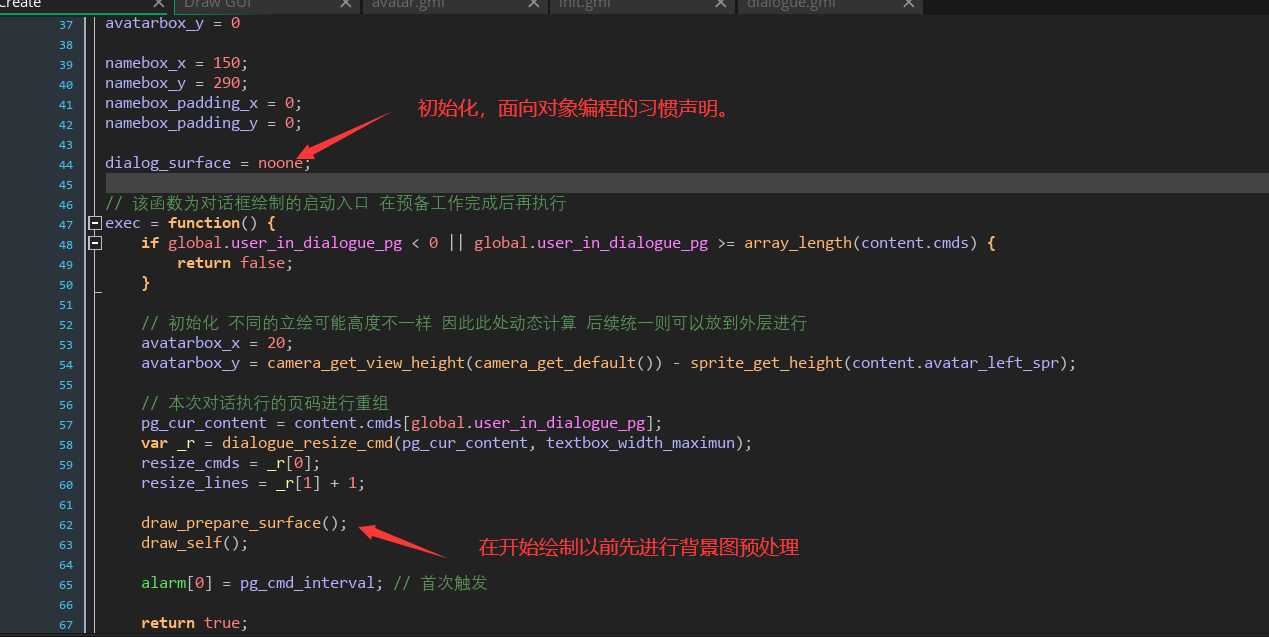 Create Draw GUI avatar.gml init.gml dialogue.gml
37 avatarbox_y = 0
38
39 namebox_x = 150;
40 namebox_y = 290;
41 namebox_padding_x = 0;
初始化，面向对象编程的习惯声明。
42 namebox_padding_y = 0;
43
44 dialog_surface = noone;
45
46 // 该函数为对话框绘制的启动入口 在预备工作完成后再执行
47 exec = function() {
48 if global.user_in_dialogue_pg < 0 || global.user_in_dialogue_pg >= array_length(content.cmds) {
49 return false;
50 }
51
52 // 初始化 不同的立绘可能高度不一样 因此此处动态计算 后续统一则可以放到外层进行
53 avatarbox_x = 20;
54 avatarbox_y = camera_get_view_height(camera_get_default()) - sprite_get_height(content.avatar_left_spr);
55
56 // 本次对话执行的页码进行重组
57 pg_cur_content = content.cmds[global.user_in_dialogue_pg];
58 var _r = dialogue_resize_cmd(pg_cur_content, textbox_width_maximun);
59 resize_cmds = _r[0];
60 resize_lines = _r[1] + 1;
61
62 draw_prepare_surface();
63 draw_self();
在开始绘制以前先进行背景图预处理
64
65 alarm[0] = pg_cmd_interval; // 首次触发
66
67 return true;